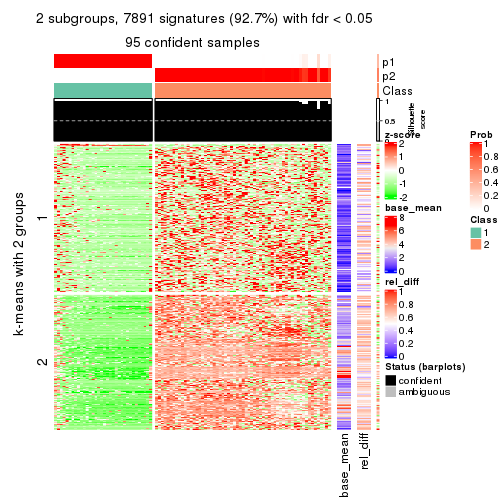 2 subgroups, 7891 signatures (92.7%) with fdr < 0.05
95 confident samples
p1
p2
Class
1
0.5
0
Silhouette
score
k-means with 2 groups
1
2
base_mean
rel_diff
z-score
2
1
0
-1
-2
base_mean
8
6
4
2
0
rel_diff
1
0.8
0.6
0.4
0.2
0
Status (barplots)
confident
ambiguous
Prob
1
0.8
0.6
0.4
0.2
0
Class
1
2